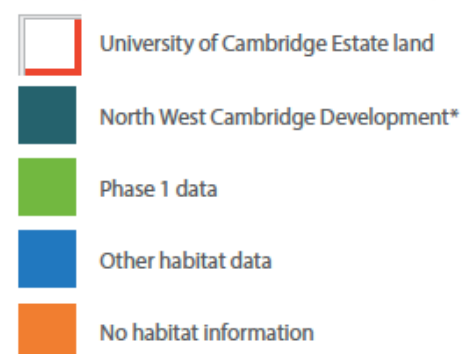 University of Cambridge Estate land
North West Cambridge Development*
Phase 1 data
Other habitat data
No habitat information